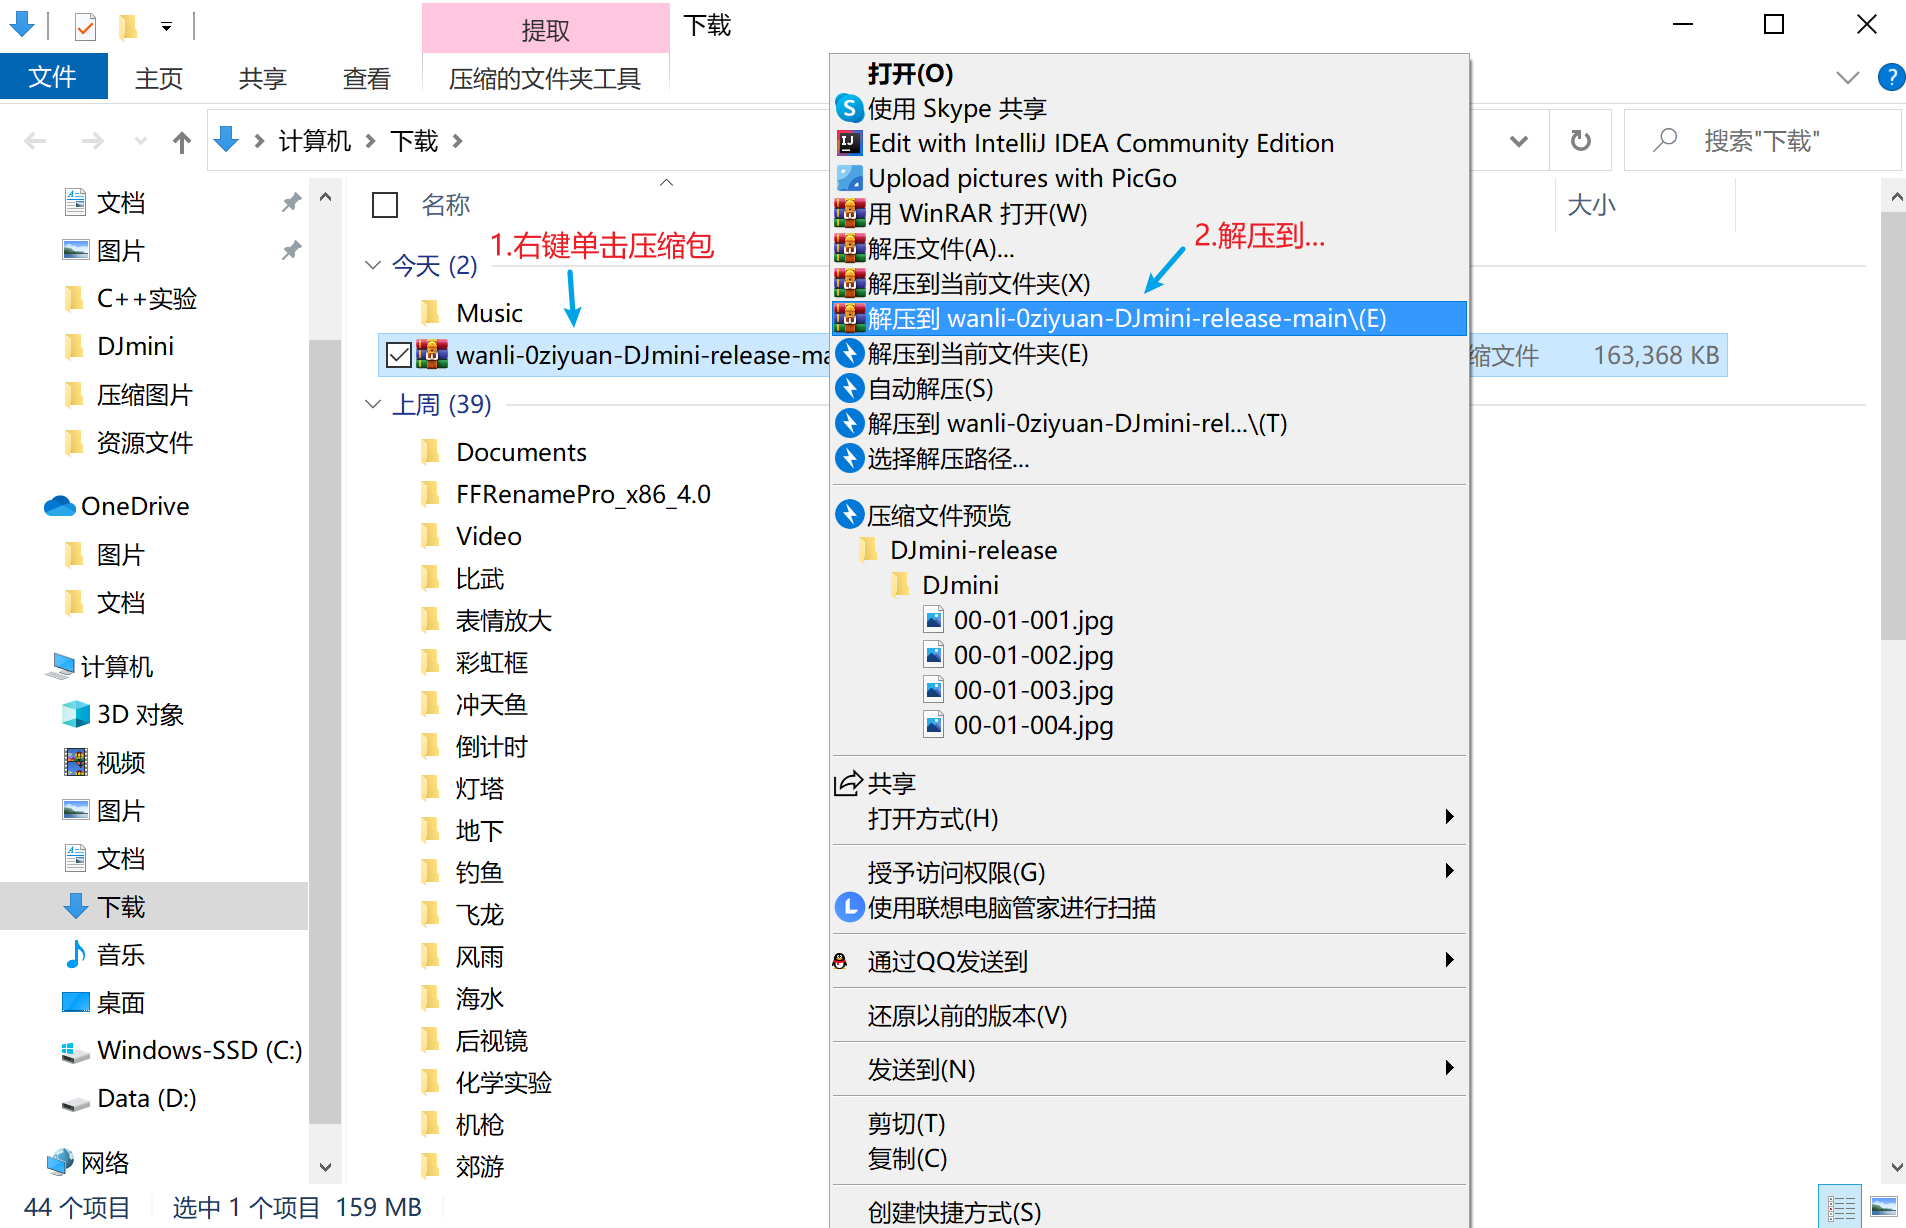 提取
下载
文件
主页
共享
查看
压缩的文件夹工具
计算机
下载
搜索"下载"
文档
图片
C++实验
DJmini
压缩图片
资源文件
OneDrive
图片
文档
计算机
3D 对象
视频
图片
文档
下载
音乐
桌面
Windows-SSD (C:)
Data (D:)
网络
名称
大小
1.右键单击压缩包
今天 (2)
Music
wanli-0ziyuan-DJmini-release-ma
缩文件
163,368 KB
上周 (39)
Documents
FFRenamePro_x86_4.0
Video
比武
表情放大
彩虹框
冲天鱼
倒计时
灯塔
地下
钓鱼
飞龙
风雨
海水
后视镜
化学实验
机枪
郊游
打开(O)
使用 Skype 共享
Edit with IntelliJ IDEA Community Edition
Upload pictures with PicGo
用 WinRAR 打开(W)
2.解压到...
解压文件(A)...
解压到当前文件夹(X)
解压到 wanli-0ziyuan-DJmini-release-main\(E)
解压到当前文件夹(E)
自动解压(S)
解压到 wanli-0ziyuan-DJmini-rel...\(T)
选择解压路径...
压缩文件预览
DJmini-release
DJmini
00-01-001.jpg
00-01-002.jpg
00-01-003.jpg
00-01-004.jpg
共享
打开方式(H)
授予访问权限(G)
使用联想电脑管家进行扫描
通过QQ发送到
还原以前的版本(V)
发送到(N)
剪切(T)
复制(C)
创建快捷方式(S)
44 个项目
选中 1 个项目 159 MB